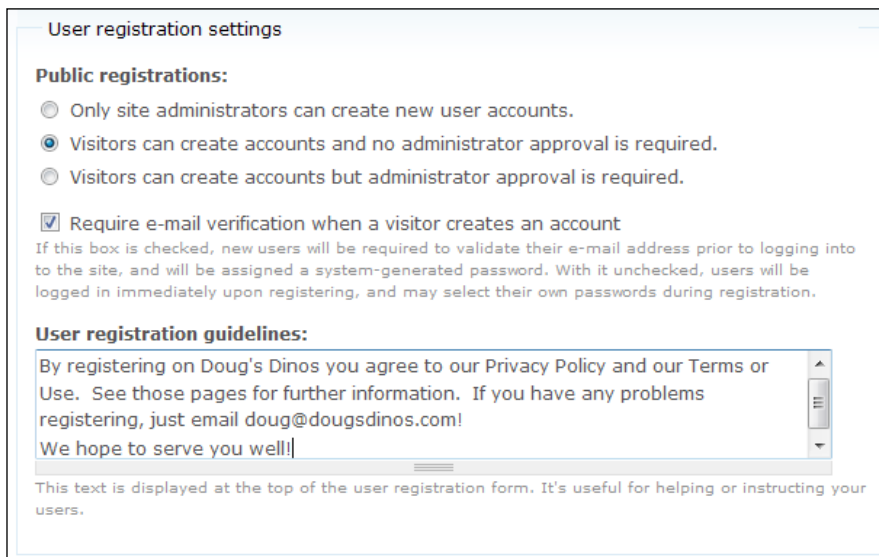 User registration settings
Public registrations:
Only site administrators can create new user accounts.
Visitors can create accounts and no administrator approval is required.
Visitors can create accounts but administrator approval is required.
Require e-mail verification when a visitor creates an account
If this box is checked, new users will be required to validate their e-mail address prior to logging into
to the site, and will be assigned a system-generated password. With it unchecked, users will be
logged in immediately upon registering, and may select their own passwords during registration.
User registration guidelines:
By registering on Doug's Dinos you agree to our Privacy Policy and our Terms or
Use.  See those pages for further information.  If you have any problems
registering, just email doug@dougsdinos.com!
We hope to serve you well!
This text is displayed at the top of the user registration form. It's useful for helping or instructing your
users.